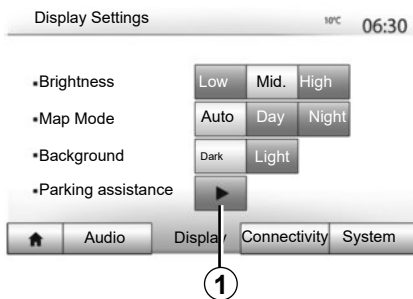 Display Settings 10°C 06:30
▪Brightness Low Mid. High
▪Map Mode Auto Day Night
▪Background Dark Light
▪Parking assistance
Audio Display Connectivity System
1